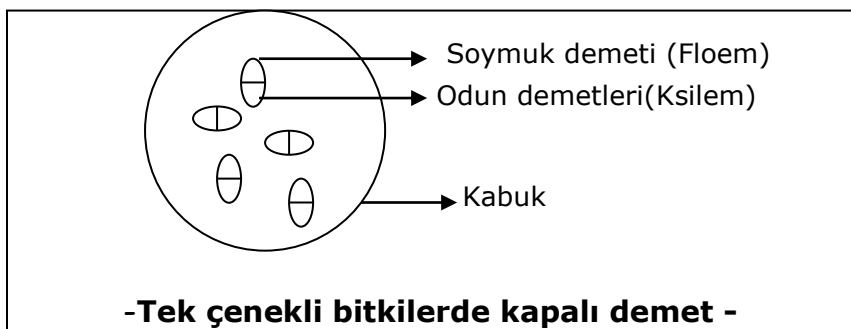 Soymuk demeti (Floem)
Odun demetleri(Ksilem)
Kabuk
-Tek çenekli bitkilerde kapalı demet -